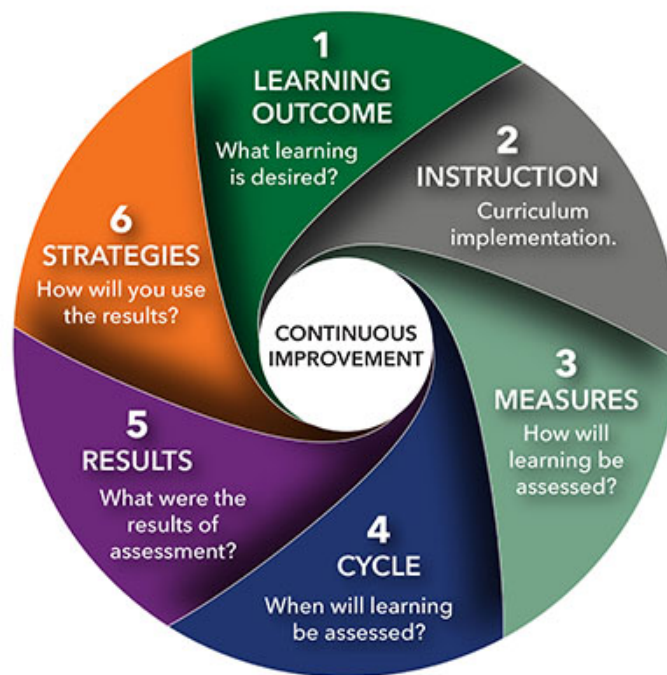 1
LEARNING
OUTCOME
What learning
is desired?
2
INSTRUCTION
Curriculum
implementation.
3
MEASURES
How will
learning be
assessed?
4
CYCLE
When will learning
be assessed?
5
RESULTS
What were the
results of
assessment?
6
STRATEGIES
How will you use
the results?
CONTINUOUS
IMPROVEMENT